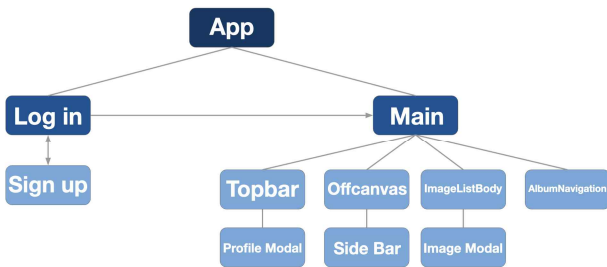 App
Log in
Main
Sign up
Topbar
Offcanvas
ImageListBody
AlbumNavigation
Profile Modal
Side Bar
Image Modal